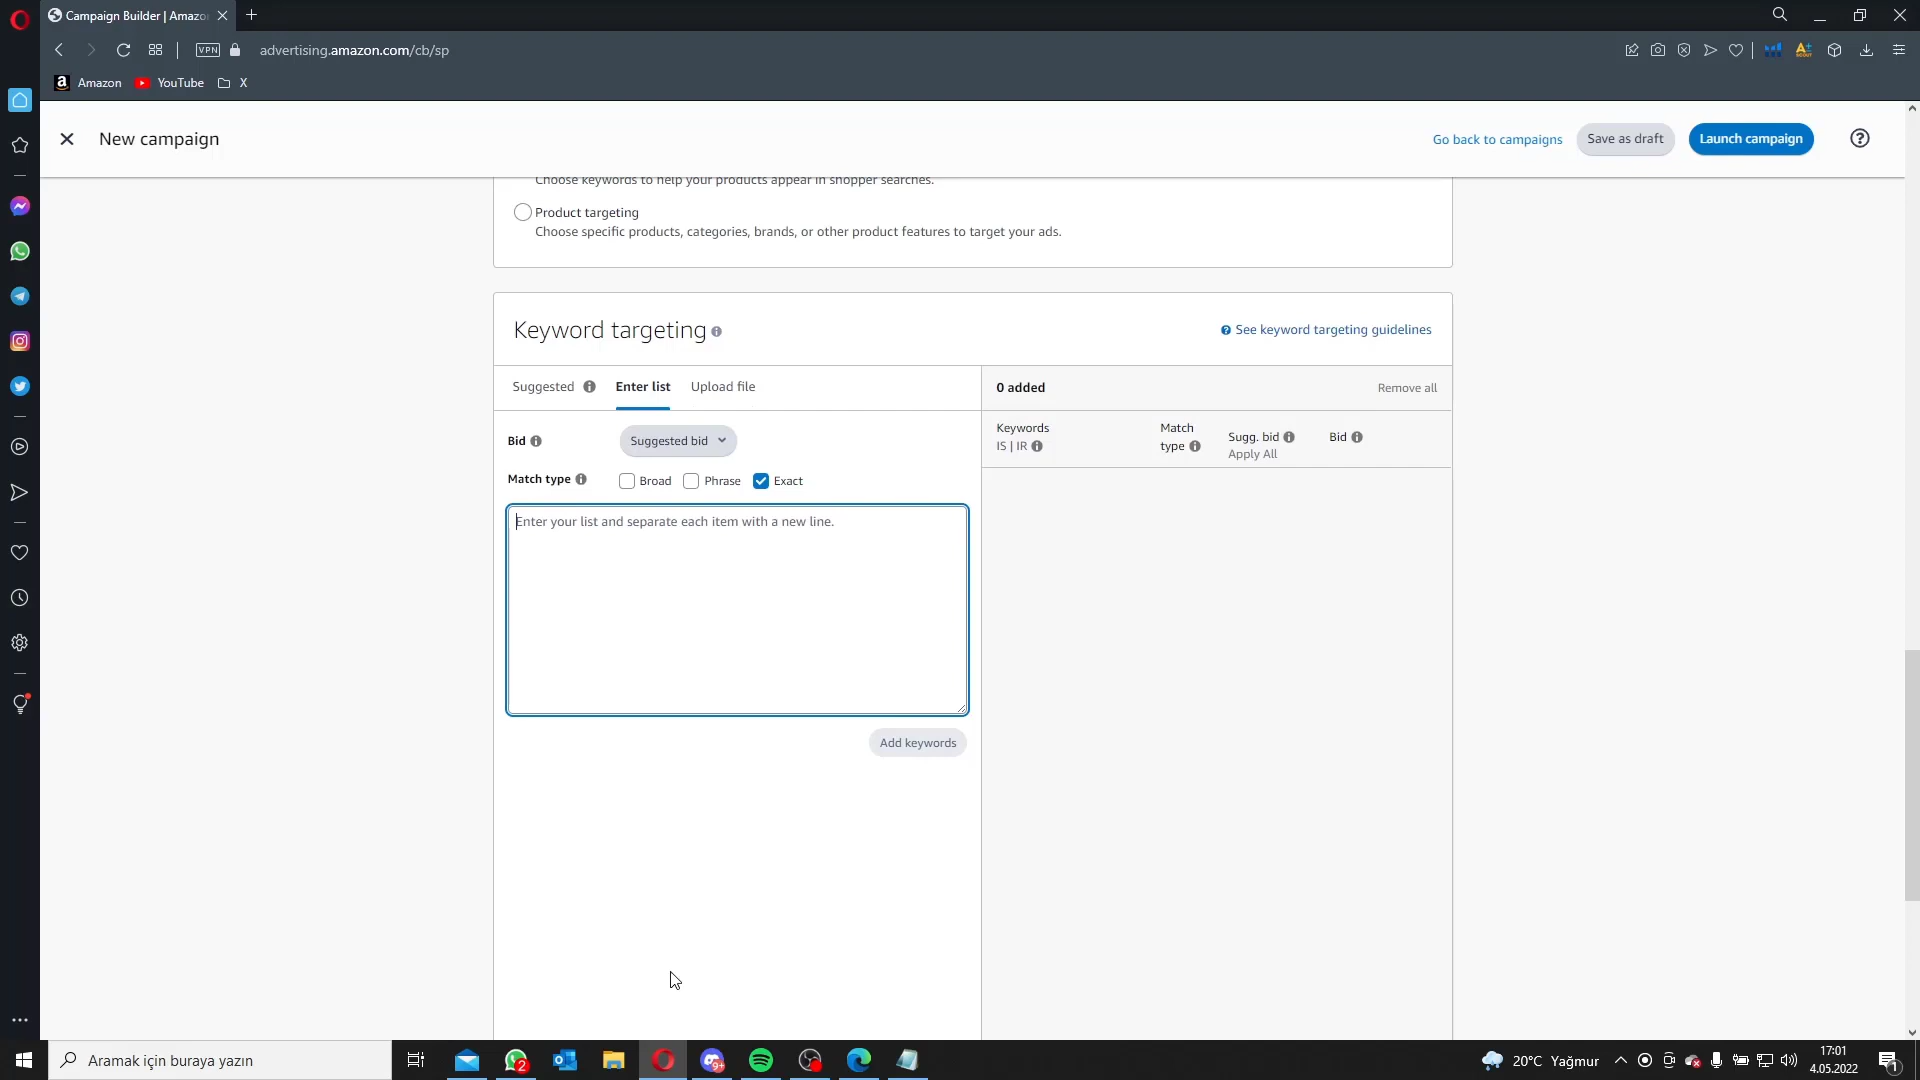 Campaign Builder | Amazo
VPN
advertising.amazon.com/cb/sp
Amazon
YouTube
X
New campaign
Go back to campaigns
Save as draft
Launch campaign
Choose keywords to help your products appear in shopper searches.
Product targeting
Choose specific products, categories, brands, or other product features to target your ads.
Keyword targeting
See keyword targeting guidelines
Suggested
Enter list
Upload file
0 added
Remove all
Bid
Suggested bid
Keywords
IS | IR
Match
type
Sugg. bid
Apply All
Bid
Match type
Broad
Phrase
Exact
Enter your list and separate each item with a new line.
Add keywords
Aramak için buraya yazın
2
9+
20°C Yağmur
17:01
4.05.2022
1